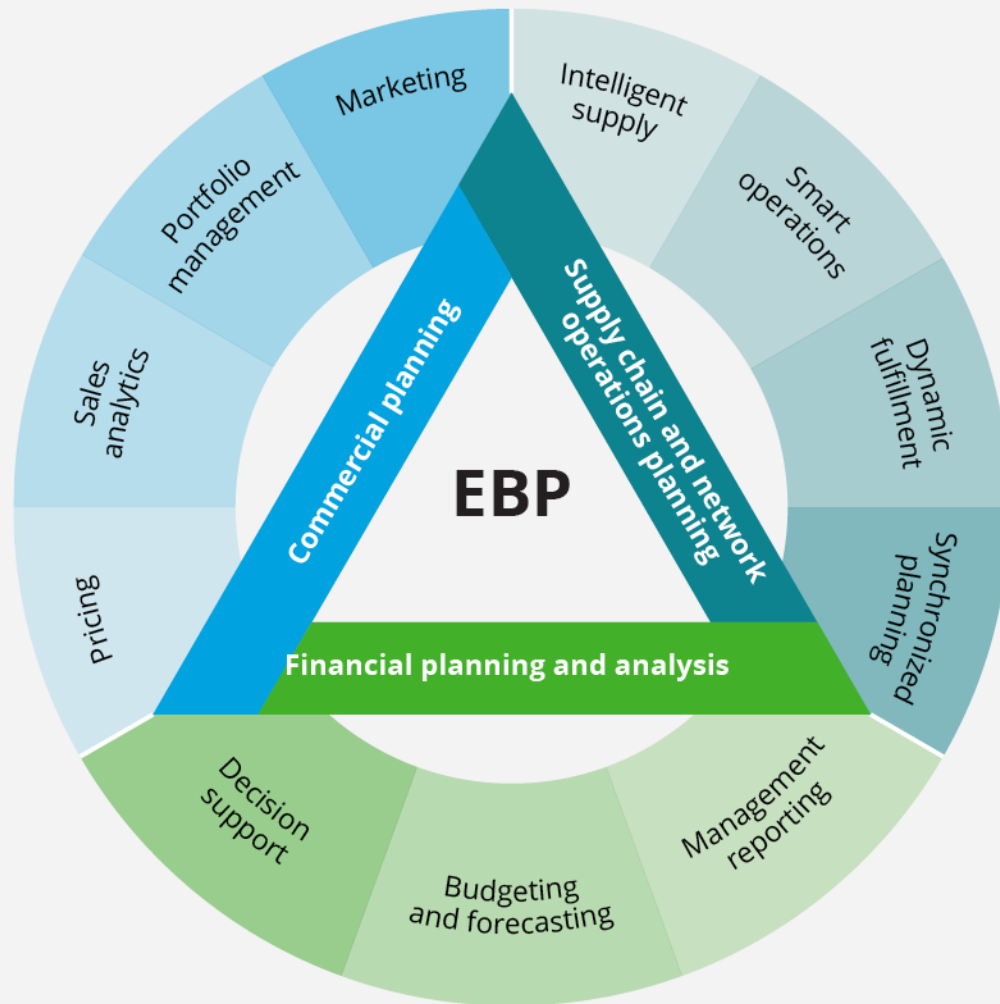 Marketing
Intelligent
supply
Portfolio
management
Smart
operations
Sales
analytics
Dynamic
fulfillment
Commercial planning
Supply chain and network
operations planning
EBP
Pricing
Synchronized
planning
Financial planning and analysis
Decision
support
Budgeting
and forecasting
Management
reporting